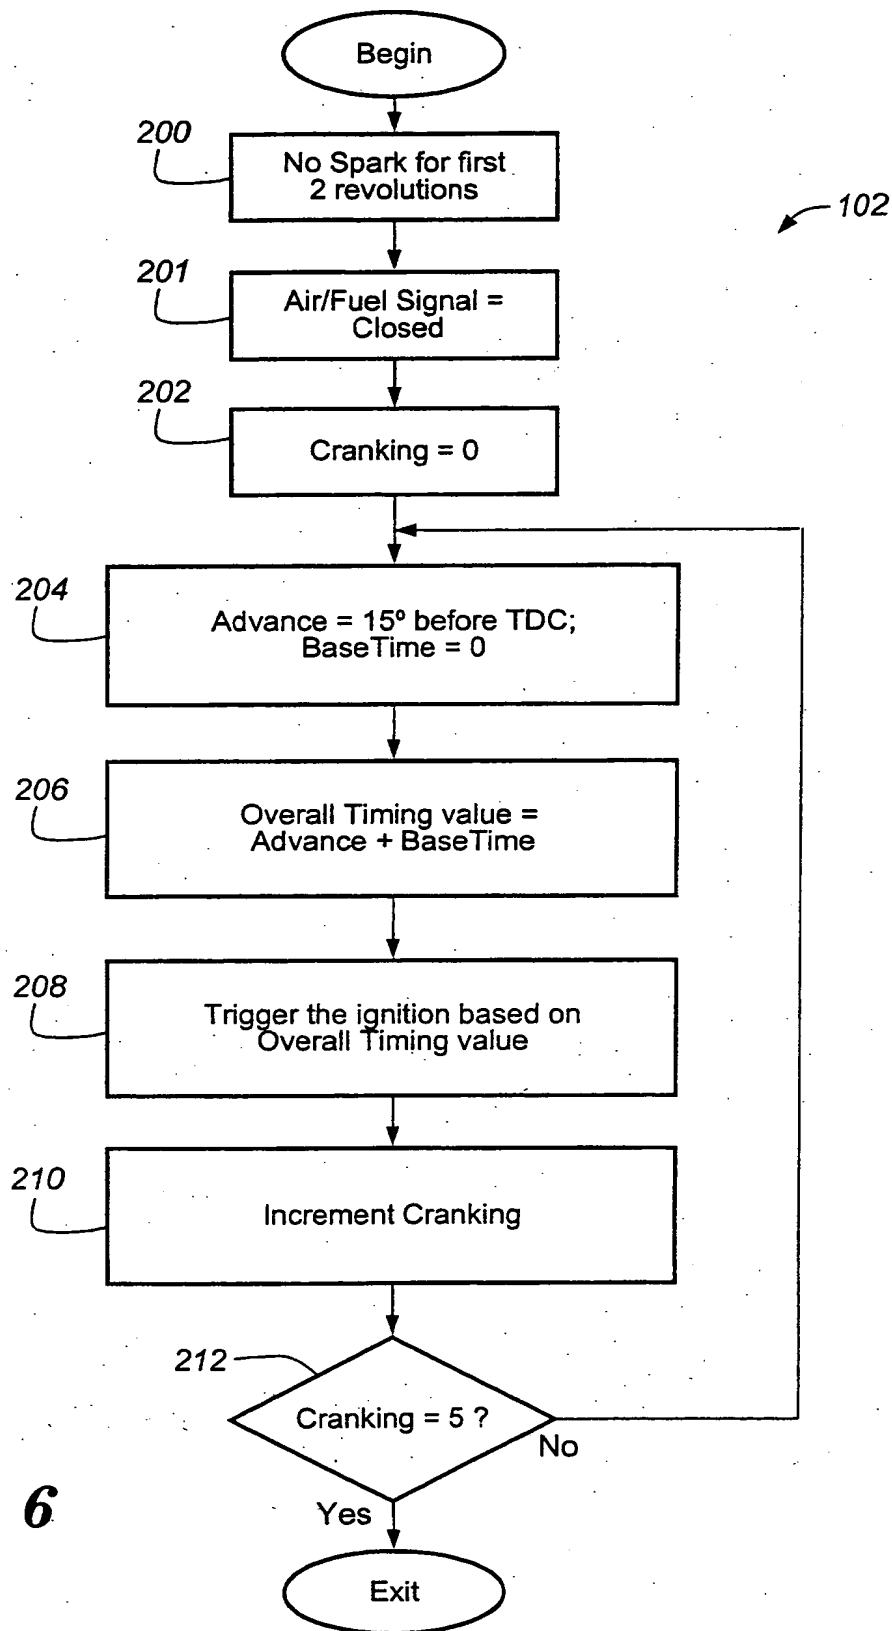 Begin
200
No Spark for first
2 revolutions
102
201
Air/Fuel Signal =
Closed
202
Cranking = 0
204
Advance = 15º before TDC;
BaseTime = 0
206
Overall Timing value =
Advance + BaseTime
208
Trigger the ignition based on
Overall Timing value
210
Increment Cranking
212
Cranking = 5 ?
No
6
Yes
Exit